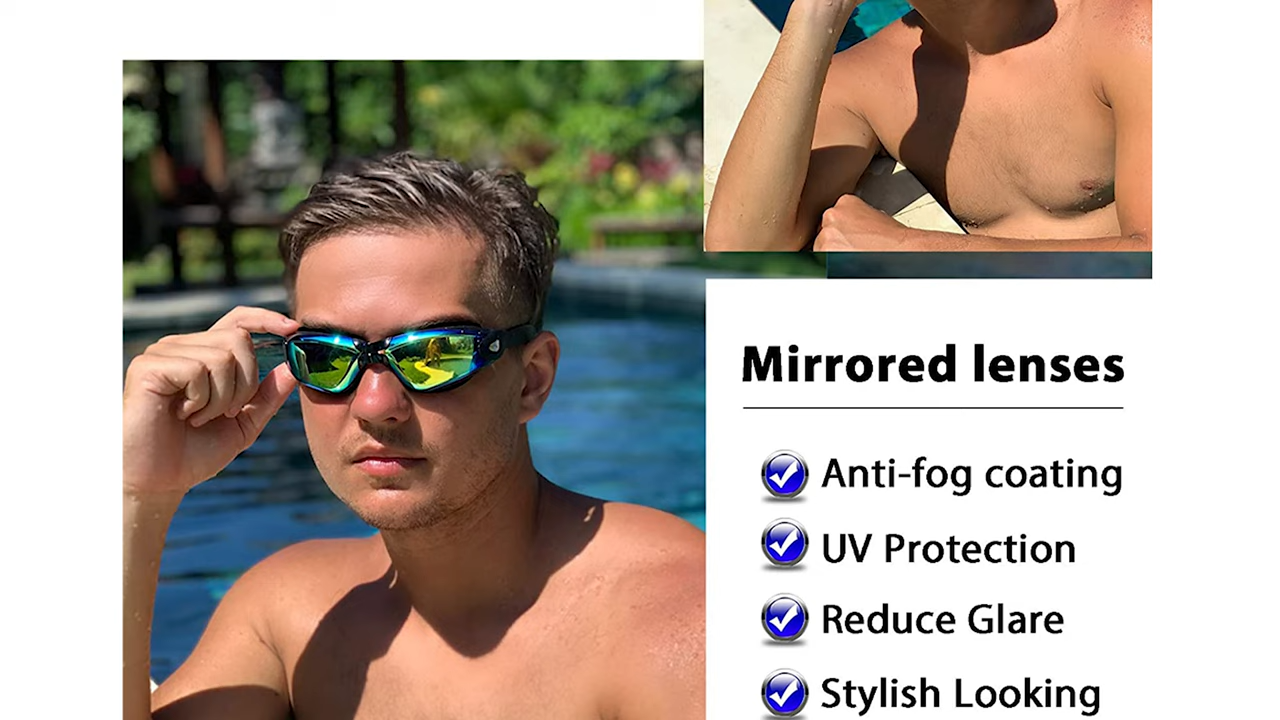 Mirrored lenses
Anti-fog coating
UV Protection
Reduce Glare
Stylish Looking